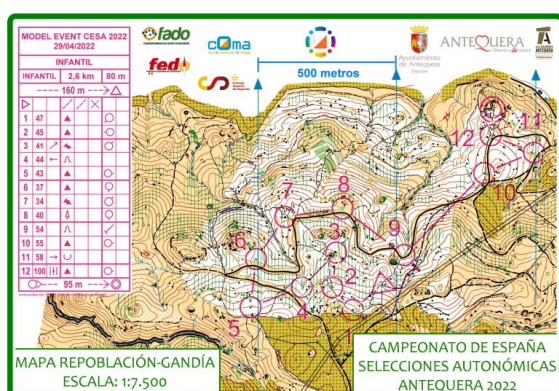 MODEL EVENT CESA 2022
29/04/2022
INFANTIL
INFANTIL 2,6 km 80 m
160 m
1 47
2 45
3 41
4 44
5 43
6 37
7 34
8 40
9 54
10 55
11 58
12 100
95 m
fado
coma
fedo
500 metros
Ayuntamiento
de Antequera
ANTEQUERA
7
8
12
11
10
9
6
3
2
5
4
1
MAPA REPOBLACIÓN-GANDÍA
ESCALA: 1:7.500
CAMPEONATO DE ESPAÑA
SELECCIONES AUTONÓMICAS
ANTEQUERA 2022